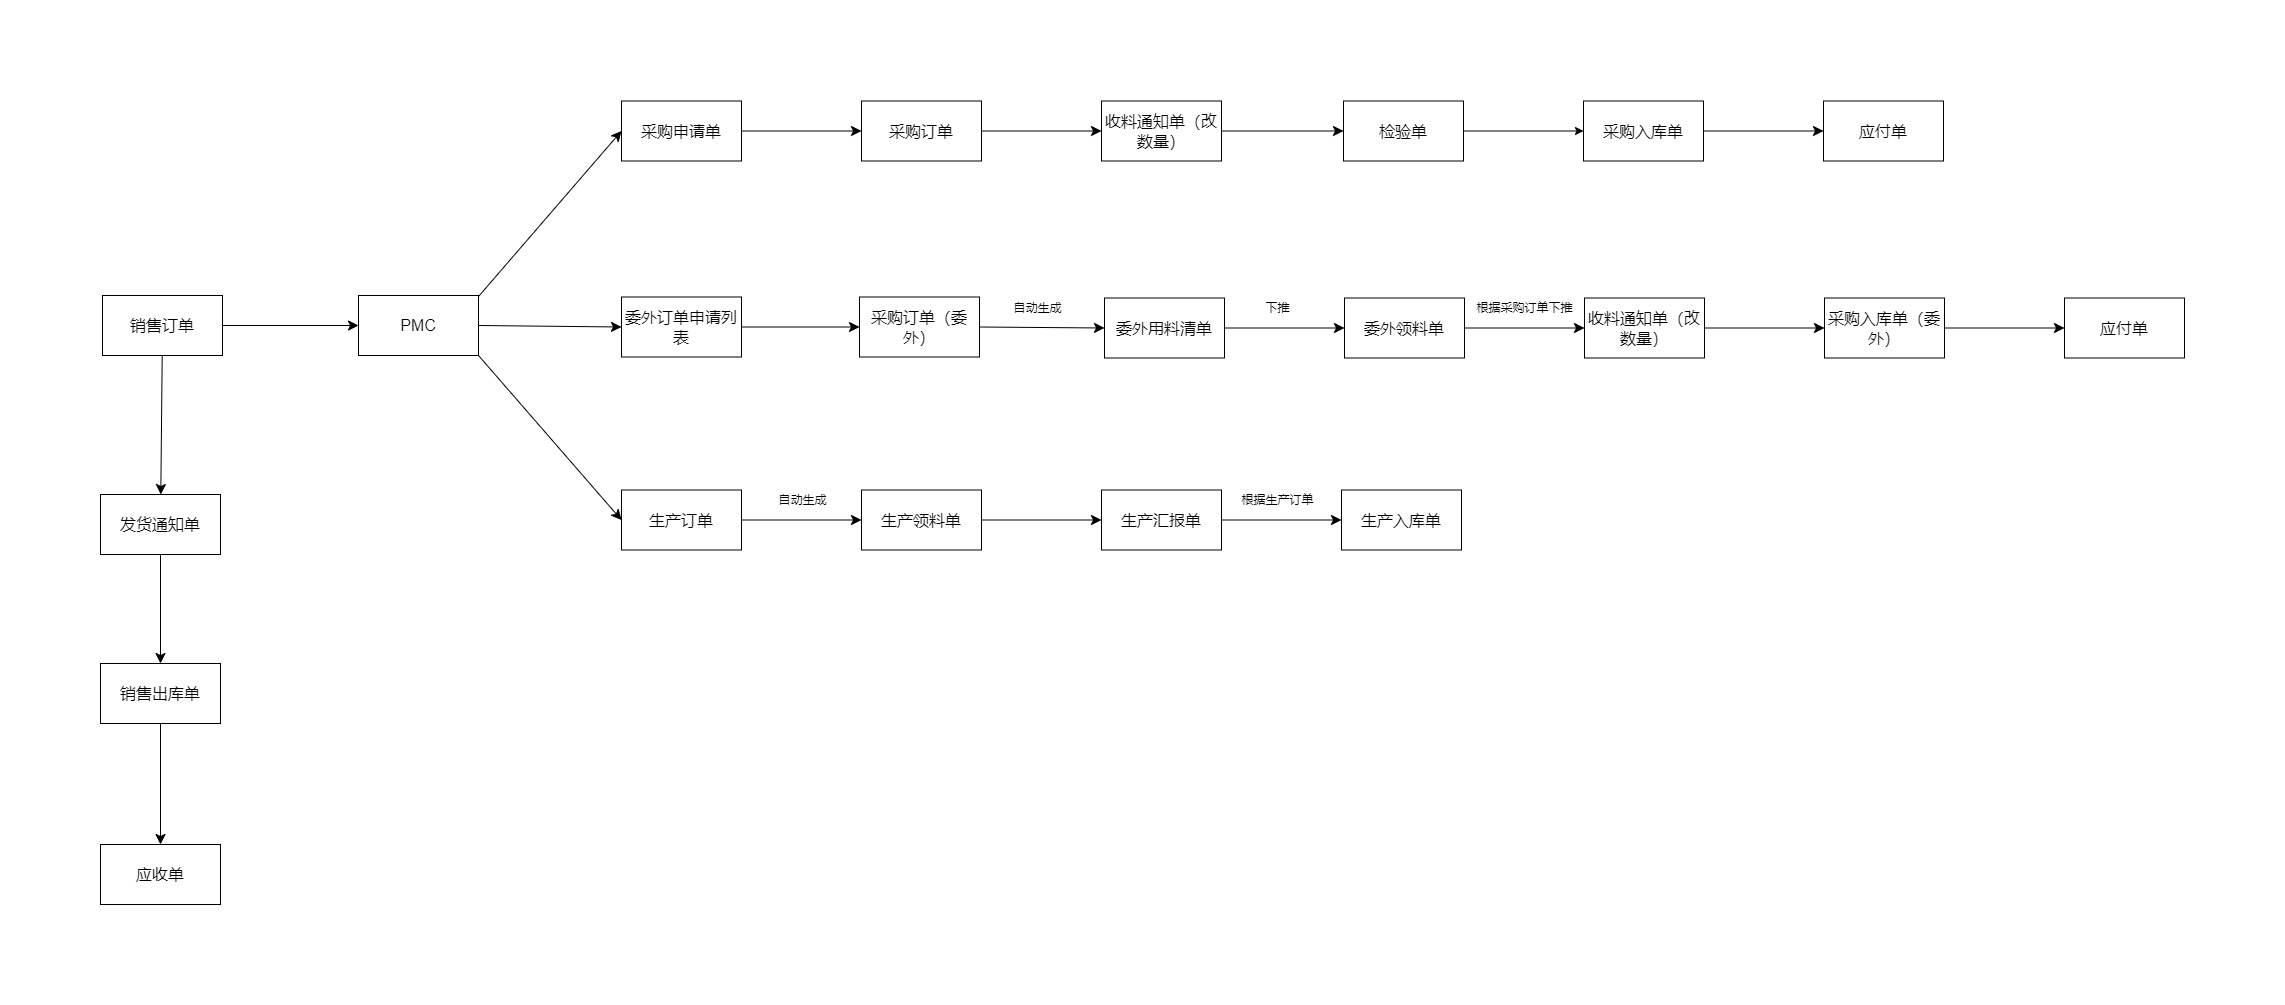 采购申请单
采购订单
收料通知单（改
数量）
检验单
采购入库单
应付单
销售订单
PMC
委外订单申请列
表
采购订单（委
外）
自动生成
委外用料清单
下推
委外领料单
根据采购订单下推
收料通知单（改
数量）
采购入库单（委
外）
应付单
生产订单
自动生成
生产领料单
生产汇报单
根据生产订单
生产入库单
发货通知单
销售出库单
应收单